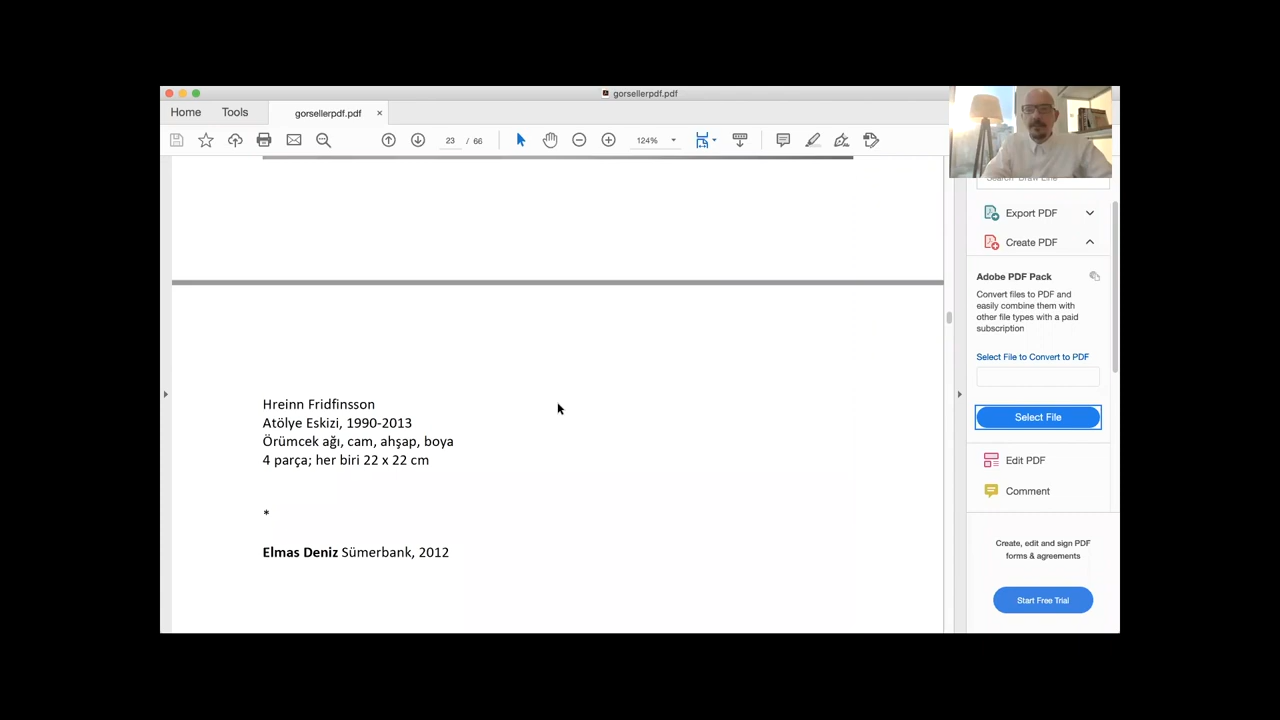 gorsellerpdf.pdf
Home
Tools
gorsellerpdf.pdf
23 / 66
124%
Export PDF
Create PDF
Adobe PDF Pack
Convert files to PDF and
easily combine them with
other file types with a paid
subscription
Select File to Convert to PDF
Select File
Edit PDF
Comment
Create, edit and sign PDF
forms & agreements
Start Free Trial
Hreinn Fridfinsson
Atölye Eskizi, 1990-2013
Örümcek ağı, cam, ahşap, boya
4 parça; her biri 22 x 22 cm
*
Elmas Deniz Sümerbank, 2012